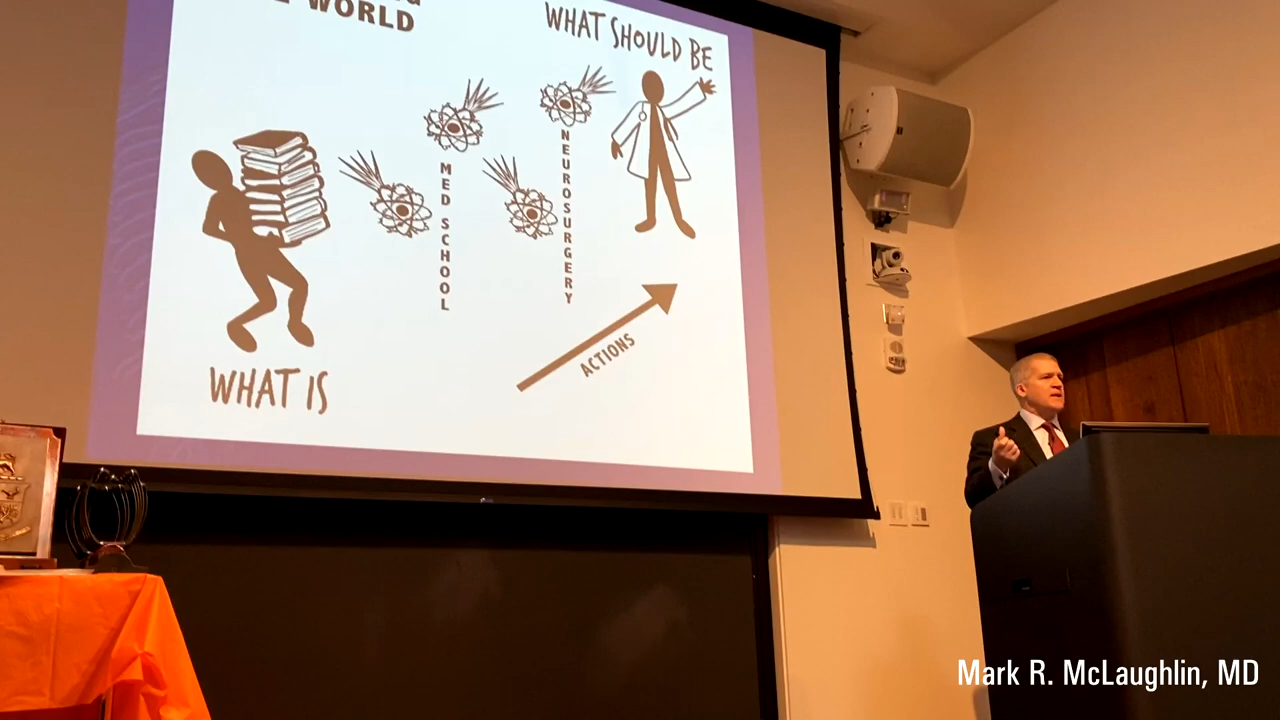 WORLD
WHAT SHOULD BE
MED SCHOOL
NEUROSURGERY
ACTIONS
WHAT IS
Mark R. McLaughlin, MD